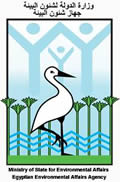 وزارة الدولة لشئون البيئة
جهاز شئون البيئة
Ministry of State for Environmental Affairs
Egyptian Environmental Affairs Agency